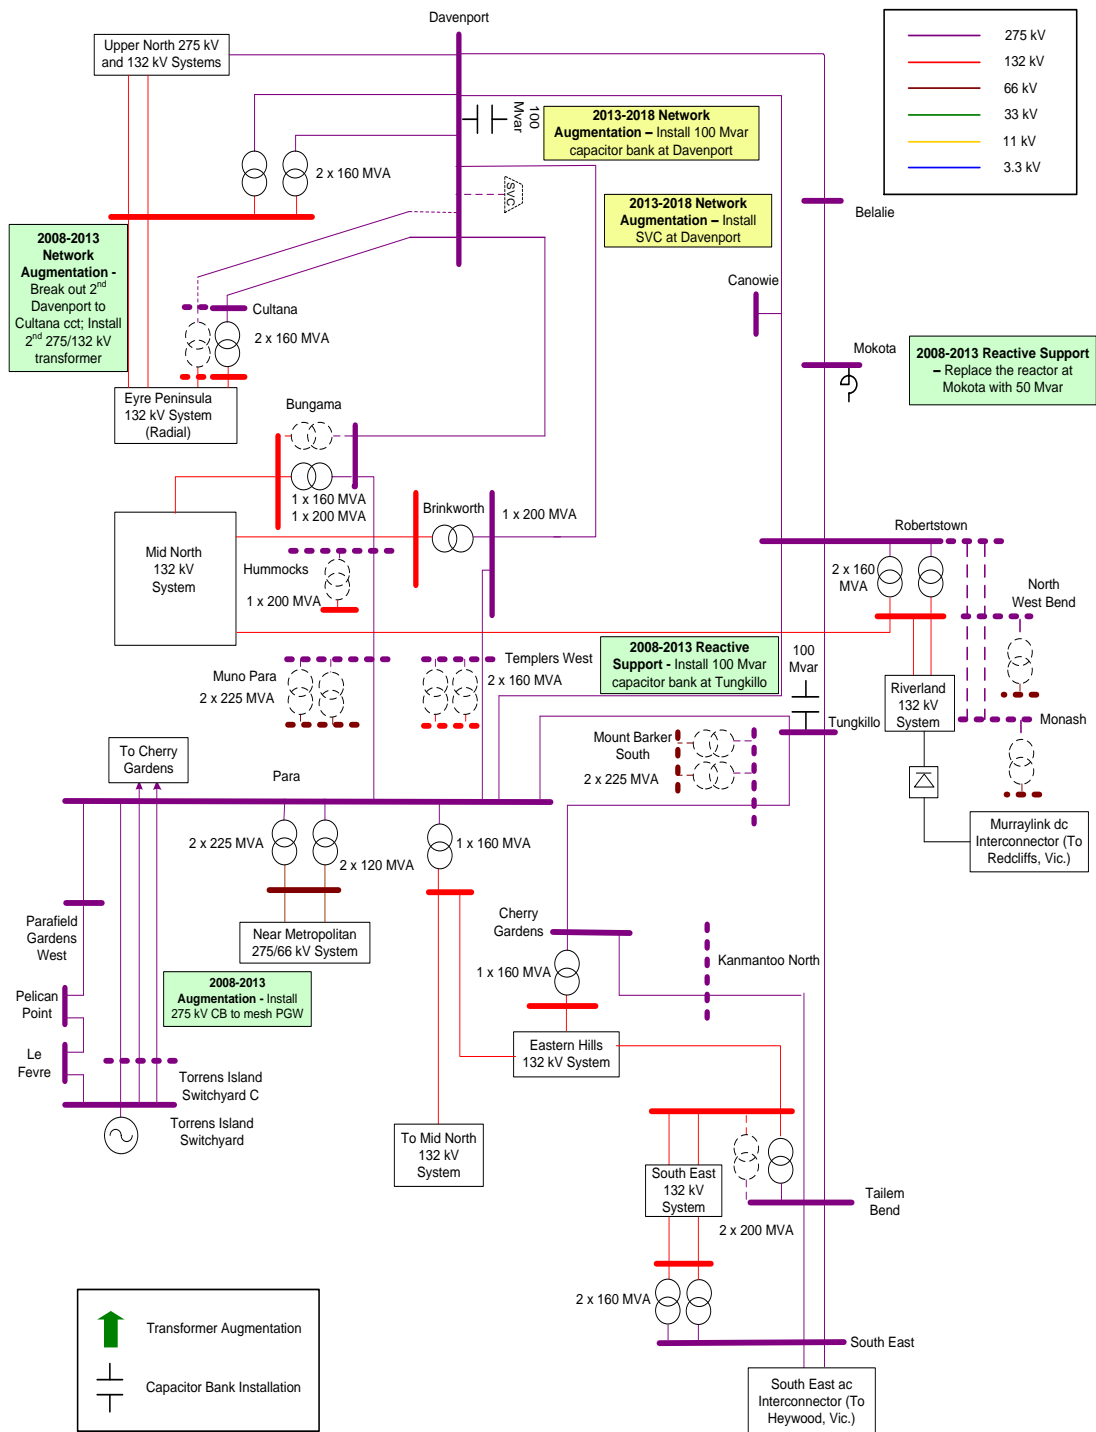 Davenport
Upper North 275 kV
and 132 kV Systems
275 kV
132 kV
66 kV
33 kV
11 kV
3.3 kV
100
Mvar
2013-2018 Network
Augmentation – Install 100 Mvar
capacitor bank at Davenport
2 x 160 MVA
SVC
2013-2018 Network
Augmentation – Install
SVC at Davenport
Belalie
2008-2013
Network
Augmentation -
Break out 2nd
Davenport to
Cultana cct; Install
2nd 275/132 kV
transformer
Canowie
Cultana
2 x 160 MVA
Mokota
2008-2013 Reactive Support
– Replace the reactor at
Mokota with 50 Mvar
Eyre Peninsula
132 kV System
(Radial)
Bungama
1 x 160 MVA
1 x 200 MVA
Brinkworth
1 x 200 MVA
Mid North
132 kV
System
Hummocks
1 x 200 MVA
Robertstown
2 x 160
MVA
North
West Bend
Muno Para
2 x 225 MVA
Templers West
2 x 160 MVA
2008-2013 Reactive
Support - Install 100 Mvar
capacitor bank at Tungkillo
100
Mvar
Tungkillo
Riverland
132 kV
System
Monash
Mount Barker
South
2 x 225 MVA
To Cherry
Gardens
Para
2 x 225 MVA
2 x 120 MVA
1 x 160 MVA
Murraylink dc
Interconnector (To
Redcliffs, Vic.)
Parafield
Gardens
West
Near Metropolitan
275/66 kV System
Cherry
Gardens
1 x 160 MVA
Kanmantoo North
2008-2013
Augmentation - Install
275 kV CB to mesh PGW
Pelican
Point
Le
Fevre
Eastern Hills
132 kV System
Torrens Island
Switchyard C
Torrens Island
Switchyard
To Mid North
132 kV
System
South East
132 kV
System
Tailem
Bend
2 x 200 MVA
2 x 160 MVA
South East
Transformer Augmentation
Capacitor Bank Installation
South East ac
Interconnector (To
Heywood, Vic.)